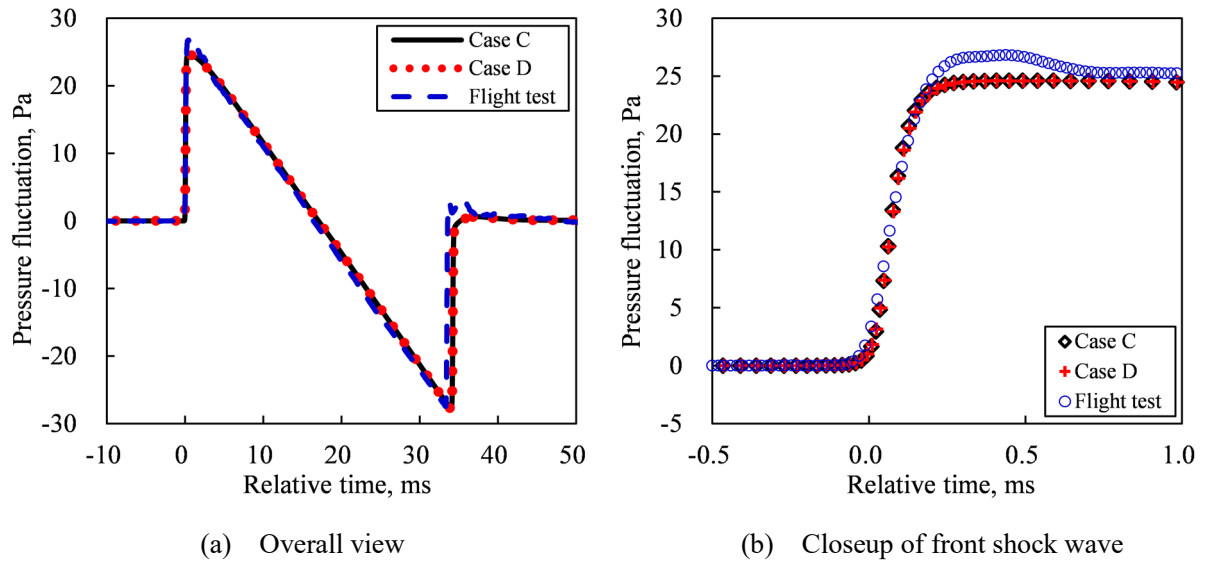 30
20
10
0
-10
-20
-30
Pressure fluctuation, Pa
-10 0 10 20 30 40 50
Relative time, ms
Case C
Case D
Flight test
(a) Overall view
30
25
20
15
10
5
0
-5
Pressure fluctuation, Pa
-0.5 0.0 0.5 1.0
Relative time, ms
Case C
Case D
Flight test
(b) Closeup of front shock wave